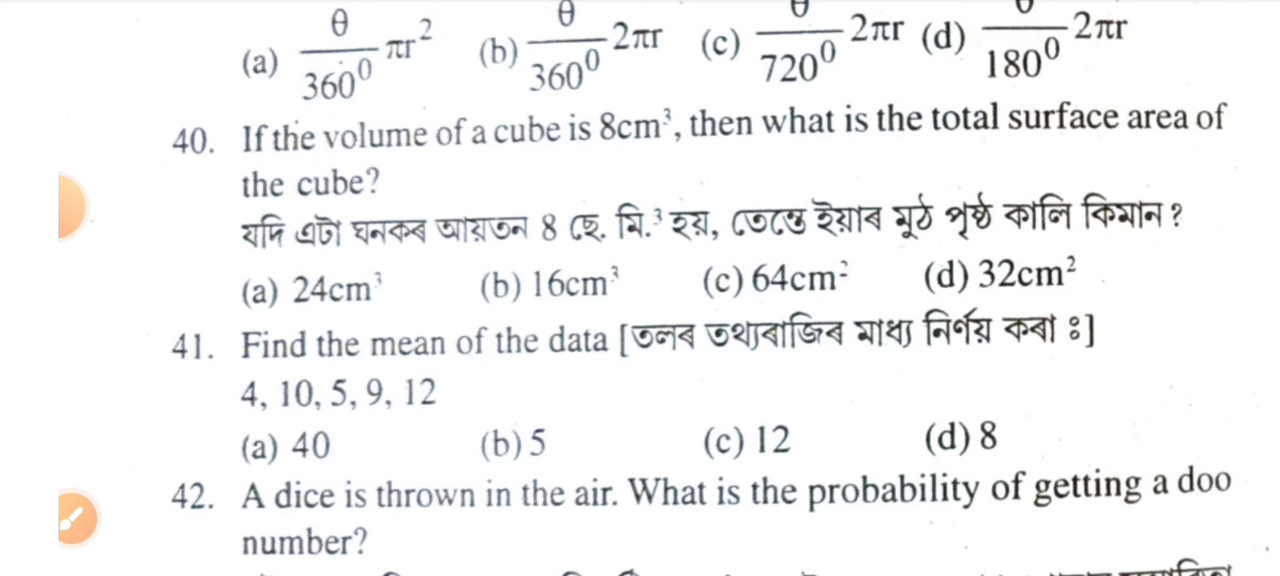 (a) θ/360⁰ πr² (b) θ/360⁰ 2πr (c) θ/720⁰ 2πr (d) θ/180⁰ 2πr
40. If the volume of a cube is 8cm³, then what is the total surface area of
the cube?
যদি এটা ঘনকৰ আয়তন 8 ছে. মি.³ হয়, তেন্তে ইয়াৰ মুঠ পৃষ্ঠ কালি কিমান ?
(a) 24cm³ (b) 16cm³ (c) 64cm² (d) 32cm²
41. Find the mean of the data [তলৰ তথ্যৰাজিৰ মাধ্য নিৰ্ণয় কৰা ঃ]
4, 10, 5, 9, 12
(a) 40 (b) 5 (c) 12 (d) 8
42. A dice is thrown in the air. What is the probability of getting a doo
number?